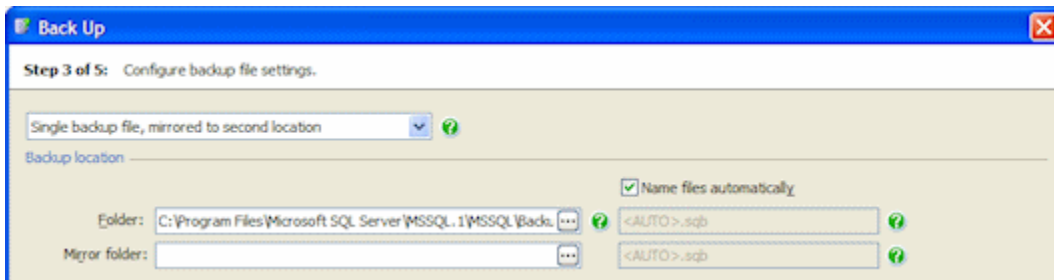 Back Up
Step 3 of 5: Configure backup file settings.
Single backup file, mirrored to second location
Backup location
Name files automatically
Folder: C:\Program Files\Microsoft SQL Server\MSSQL.1\MSSQL\Backu ... <AUTO>.sqb
Mirror folder: ... <AUTO>.sqb